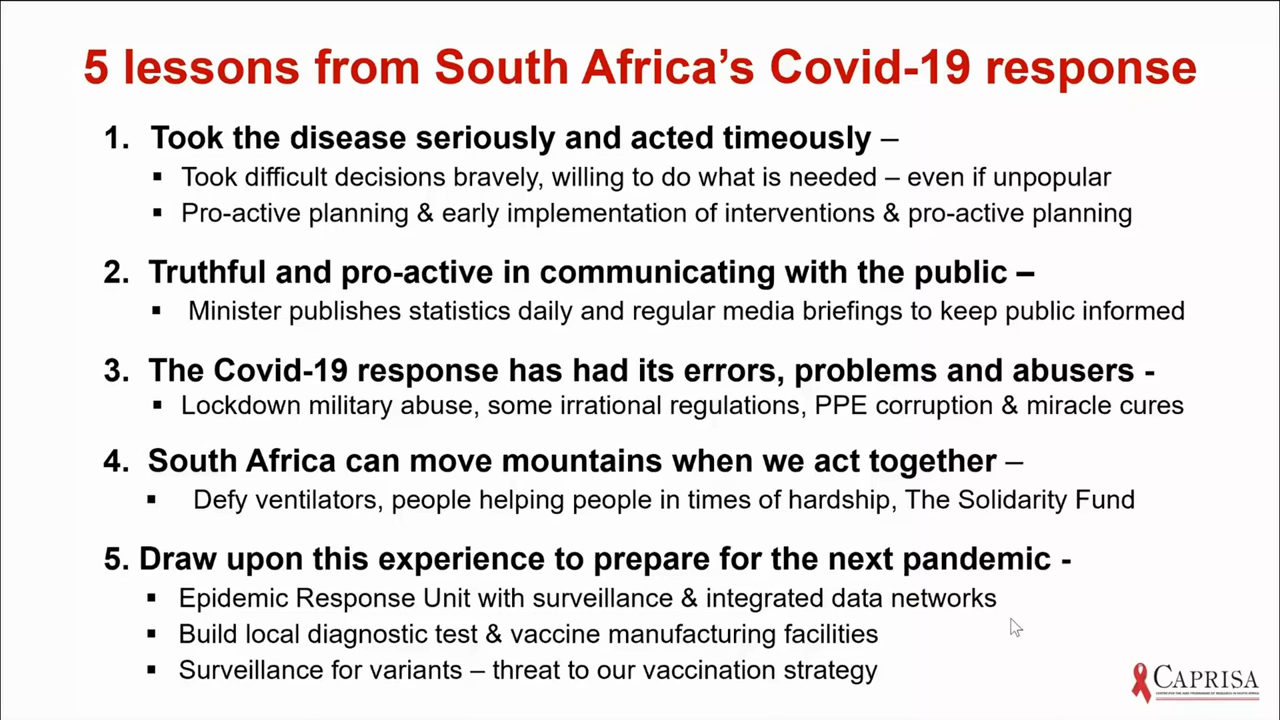 5 lessons from South Africa’s Covid-19 response
1. Took the disease seriously and acted timeously –
▪ Took difficult decisions bravely, willing to do what is needed – even if unpopular
▪ Pro-active planning & early implementation of interventions & pro-active planning
2. Truthful and pro-active in communicating with the public –
▪ Minister publishes statistics daily and regular media briefings to keep public informed
3. The Covid-19 response has had its errors, problems and abusers -
▪ Lockdown military abuse, some irrational regulations, PPE corruption & miracle cures
4. South Africa can move mountains when we act together –
▪ Defy ventilators, people helping people in times of hardship, The Solidarity Fund
5. Draw upon this experience to prepare for the next pandemic -
▪ Epidemic Response Unit with surveillance & integrated data networks
▪ Build local diagnostic test & vaccine manufacturing facilities
▪ Surveillance for variants – threat to our vaccination strategy
CAPRISA